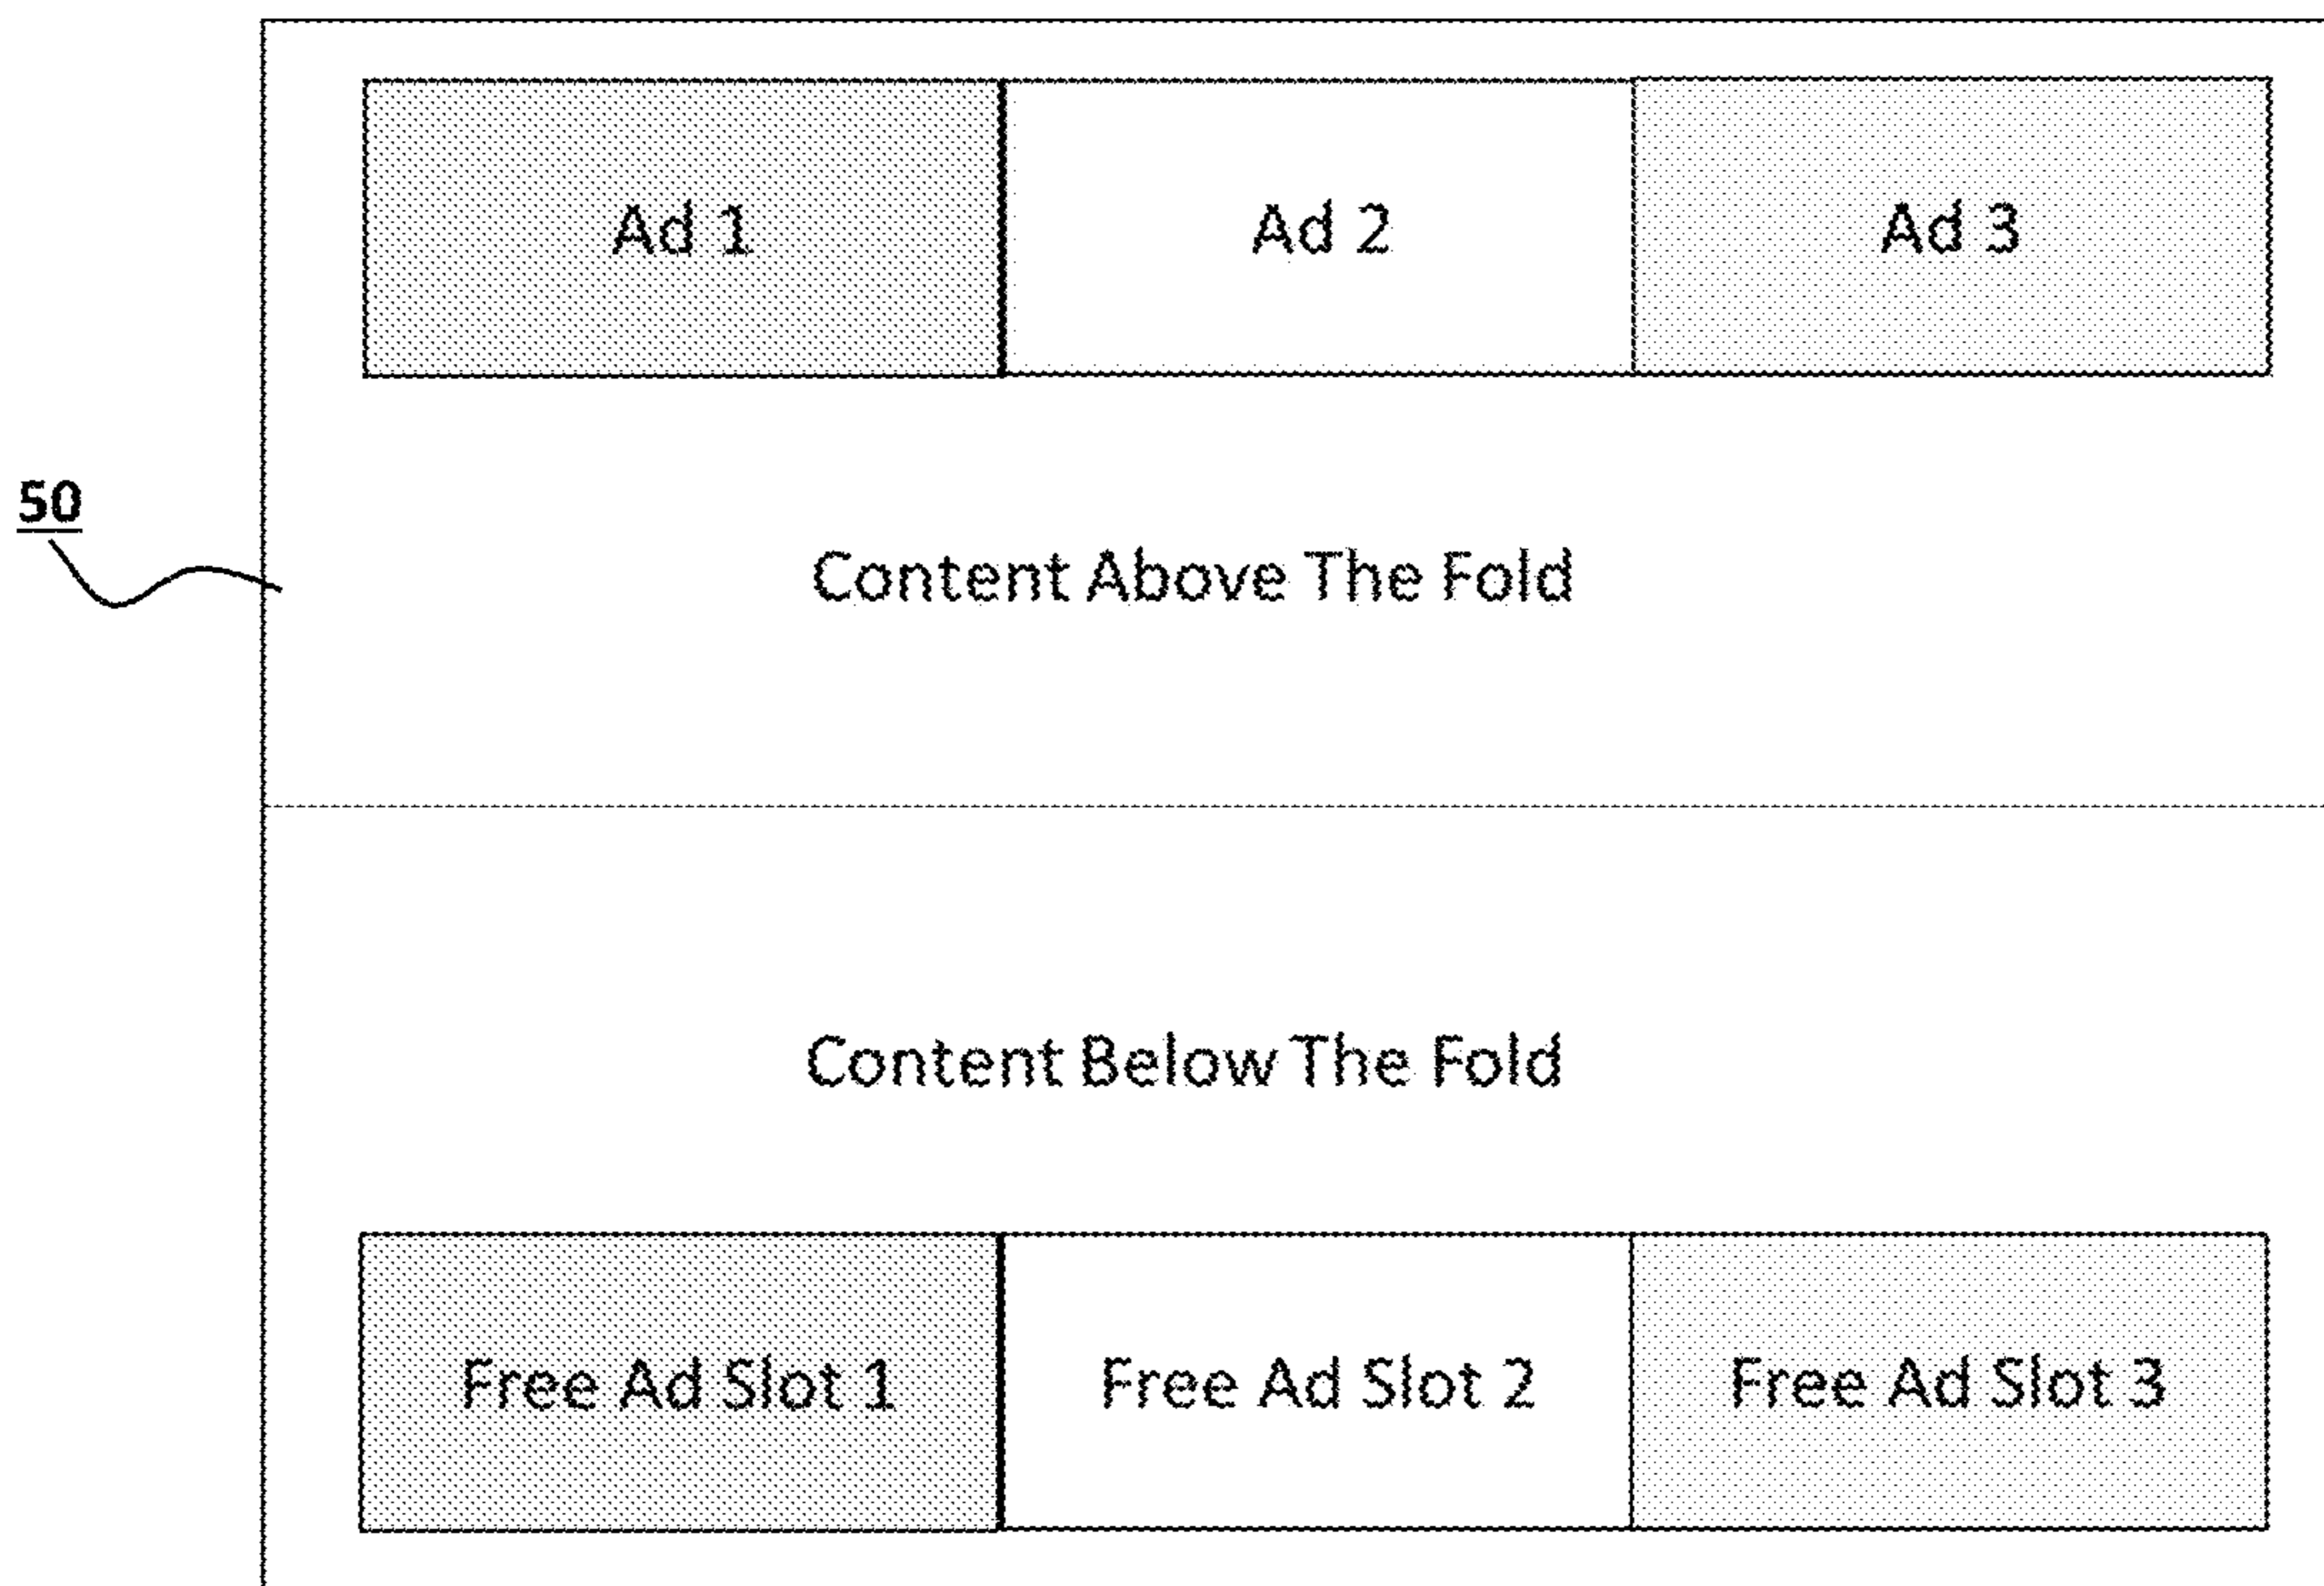 Ad 1
Ad 2
Ad 3
50
Content Above The Fold
Content Below The Fold
Free Ad Slot 1
Free Ad Slot 2
Free Ad Slot 3